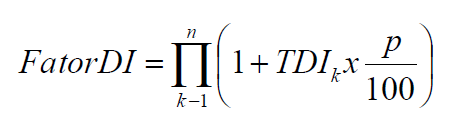 FatorDI = ∏_{k-1}^{n} ( 1 + TDI_k x p/100 )